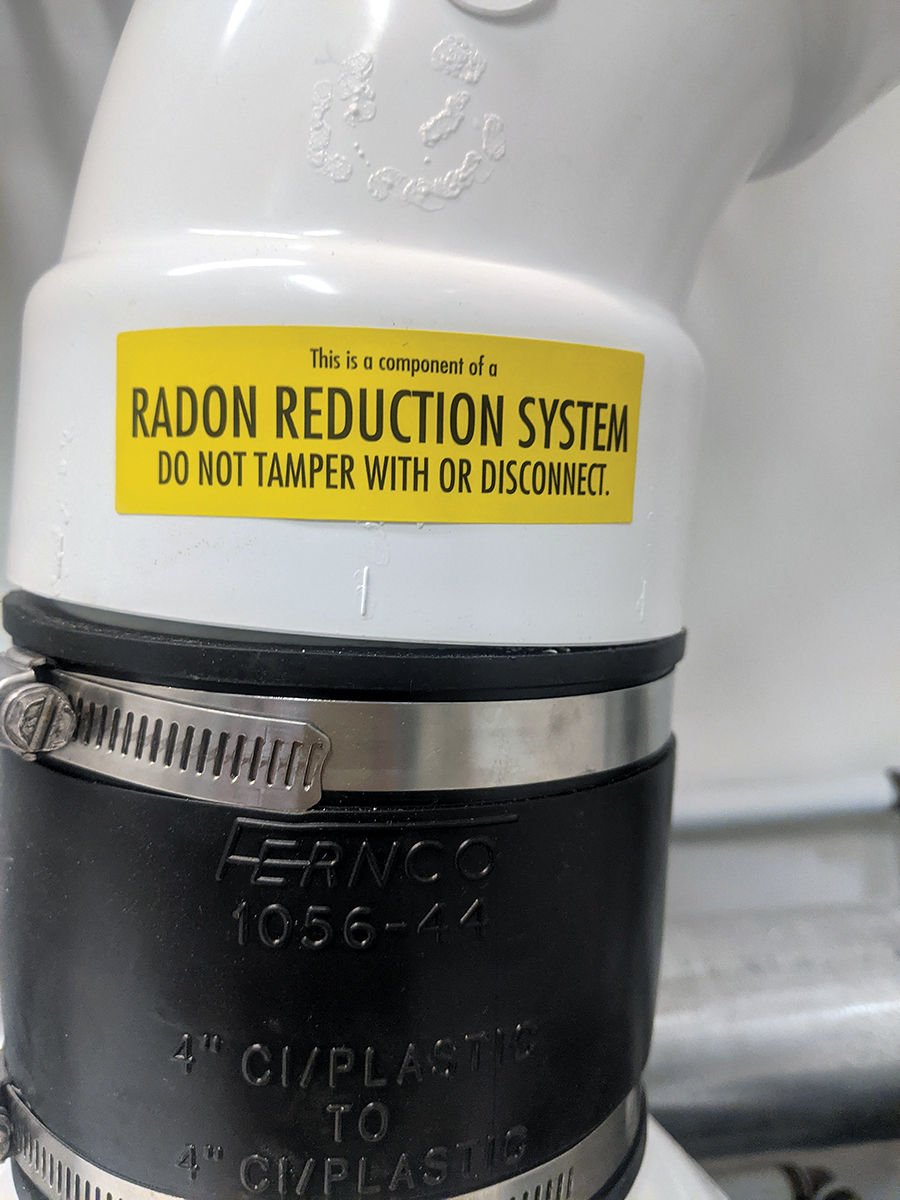 This is a component of a
RADON REDUCTION SYSTEM
DO NOT TAMPER WITH OR DISCONNECT.
FERNCO
1056-44
4" CI/PLASTIC
TO
4" CI/PLASTIC